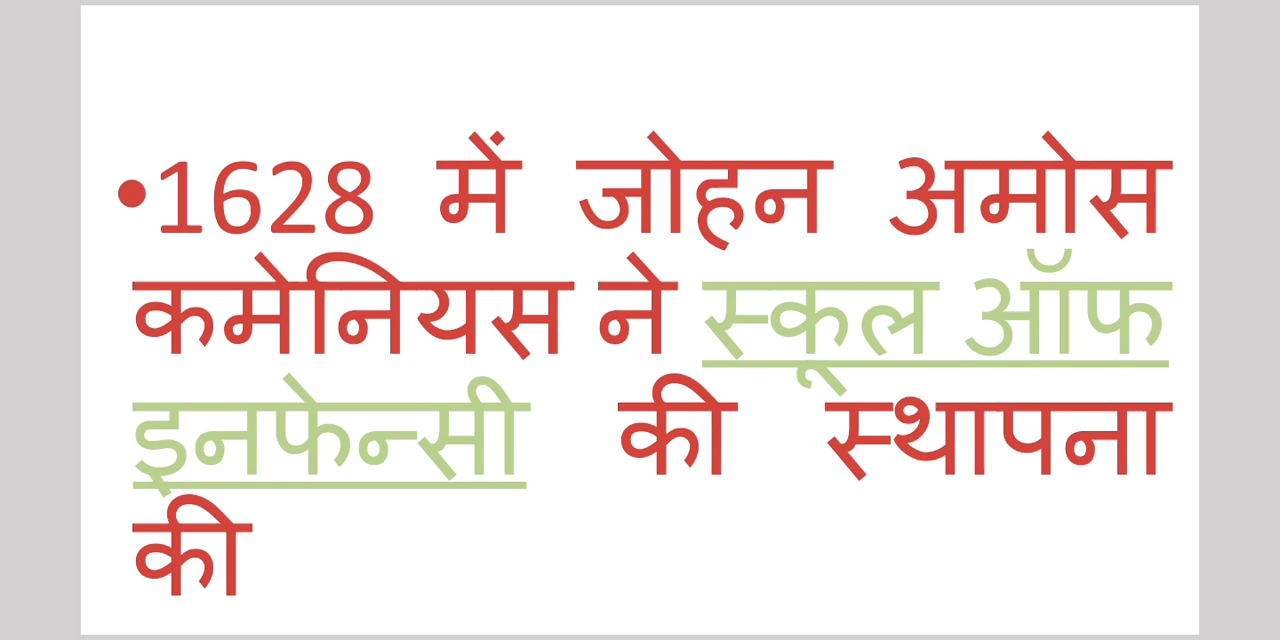 •1628 में जोहन अमोस
कमेनियस ने स्कूल ऑफ
इनफेन्सी की स्थापना
की